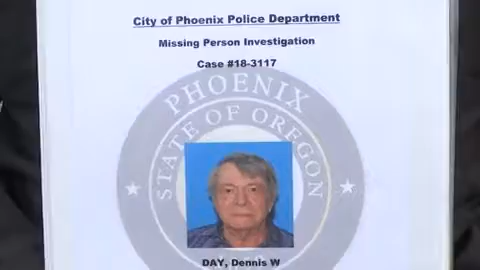 City of Phoenix Police Department
Missing Person Investigation
Case #18-3117
PHOENIX
STATE OF OREGON
DAY, Dennis W